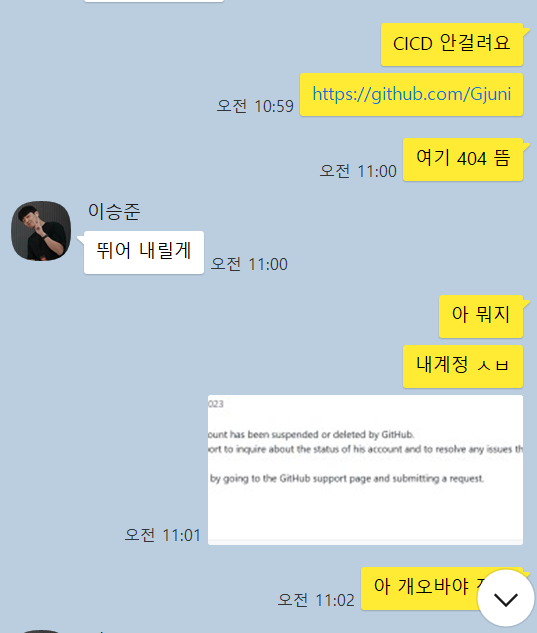 CICD 안걸려요
https://github.com/Gjuni
오전 10:59
여기 404 뜸
오전 11:00
이승준
뛰어 내릴게
오전 11:00
아 뭐지
내계정 ㅅㅂ
023
ount has been suspended or deleted by GitHub.
ort to inquire about the status of his account and to resolve any issues th
by going to the GitHub support page and submitting a request.
오전 11:01
아 개오바야
오전 11:02